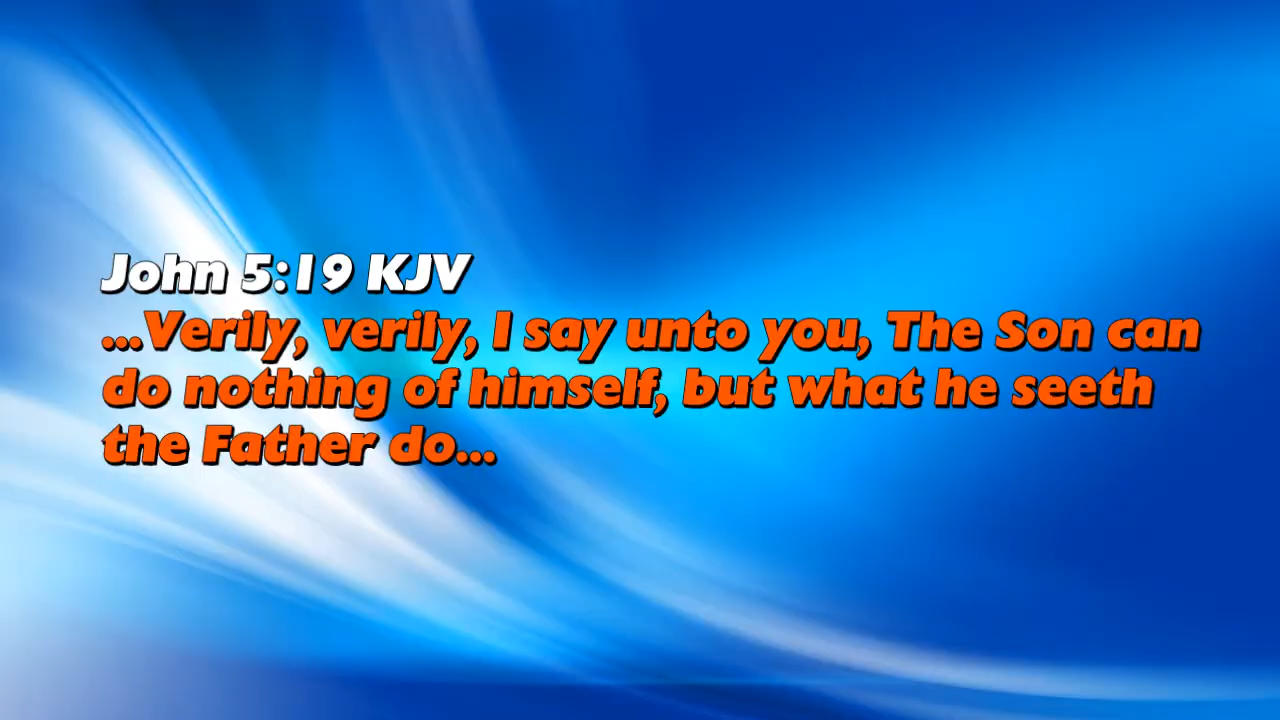 John 5:19 KJV
...Verily, verily, I say unto you, The Son can
do nothing of himself, but what he seeth
the Father do...